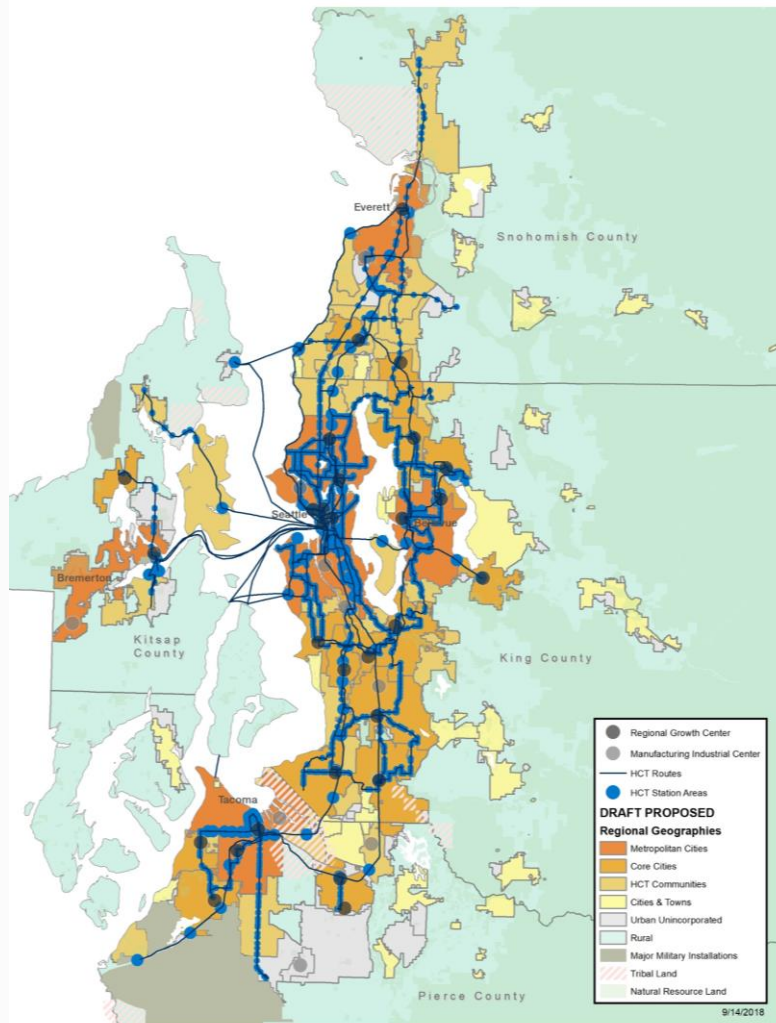 Everett
Snohomish County
Seattle
Bellevue
Bremerton
Kitsap
County
King County
Tacoma
Pierce County
Regional Growth Center
Manufacturing Industrial Center
HCT Routes
HCT Station Areas
DRAFT PROPOSED
Regional Geographies
Metropolitan Cities
Core Cities
HCT Communities
Cities & Towns
Urban Unincorporated
Rural
Major Military Installations
Tribal Land
Natural Resource Land
9/14/2018